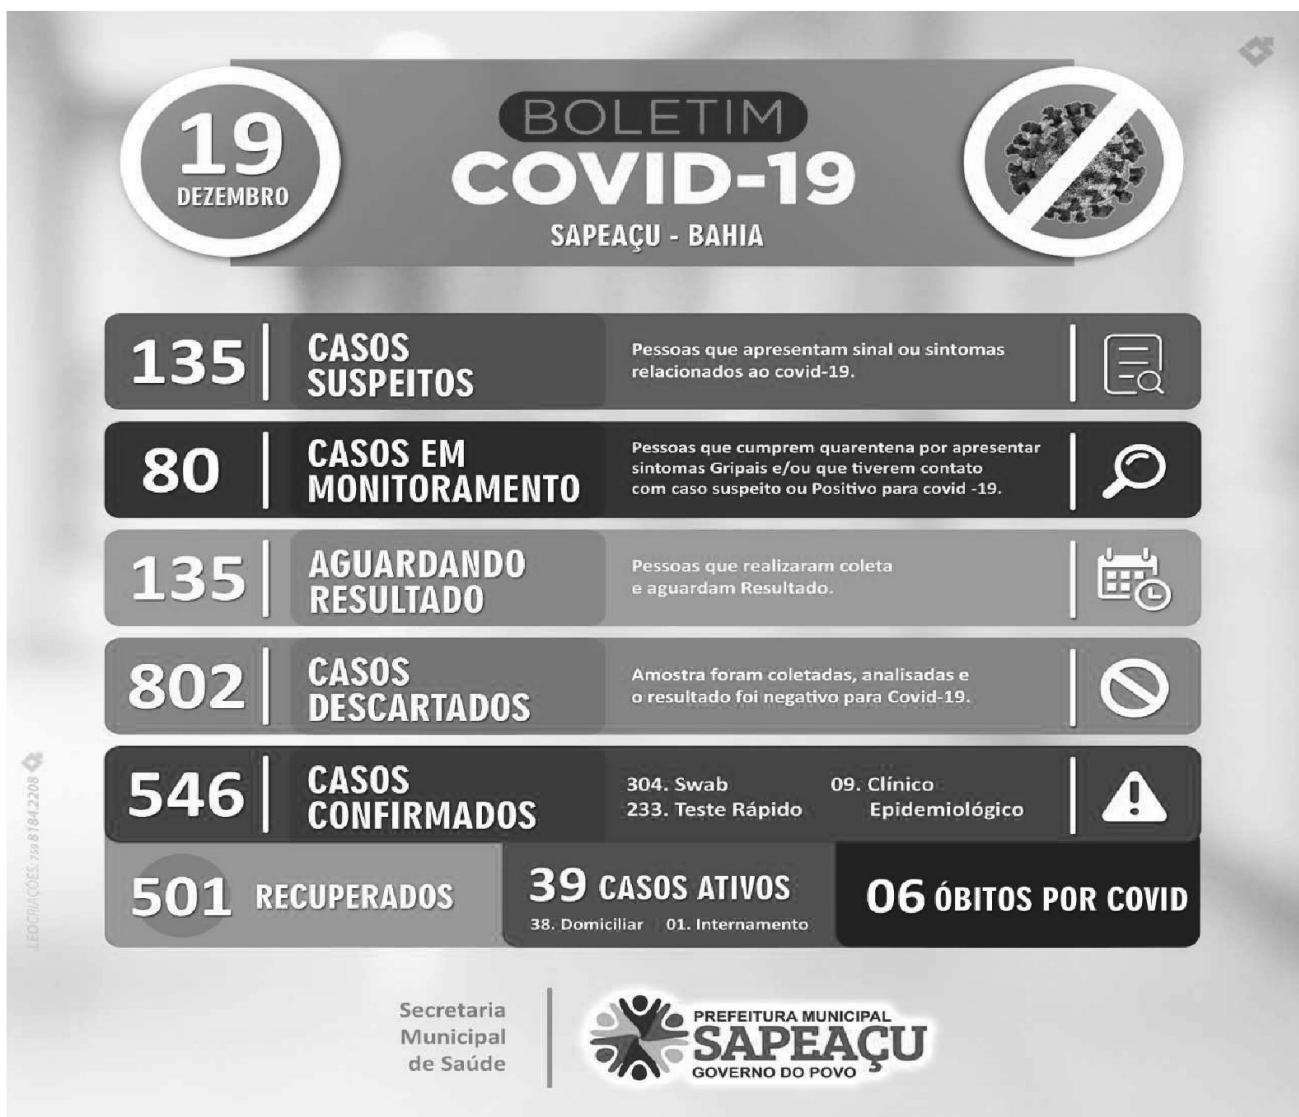 19
DEZEMBRO
BOLETIM
COVID-19
SAPEAÇU - BAHIA
135
CASOS
SUSPEITOS
Pessoas que apresentam sinal ou sintomas
relacionados ao covid-19.
80
CASOS EM
MONITORAMENTO
Pessoas que cumprem quarentena por apresentar
sintomas Gripais e/ou que tiverem contato
com caso suspeito ou Positivo para covid -19.
135
AGUARDANDO
RESULTADO
Pessoas que realizaram coleta
e aguardam Resultado.
802
CASOS
DESCARTADOS
Amostra foram coletadas, analisadas e
o resultado foi negativo para Covid-19.
546
CASOS
CONFIRMADOS
304. Swab
233. Teste Rápido
09. Clínico
Epidemiológico
501 RECUPERADOS
39 CASOS ATIVOS
38. Domiciliar 01. Internamento
06 ÓBITOS POR COVID
LEOCRIAÇÕES: 759 8184.2208
Secretaria
Municipal
de Saúde
PREFEITURA MUNICIPAL
SAPEAÇU
GOVERNO DO POVO